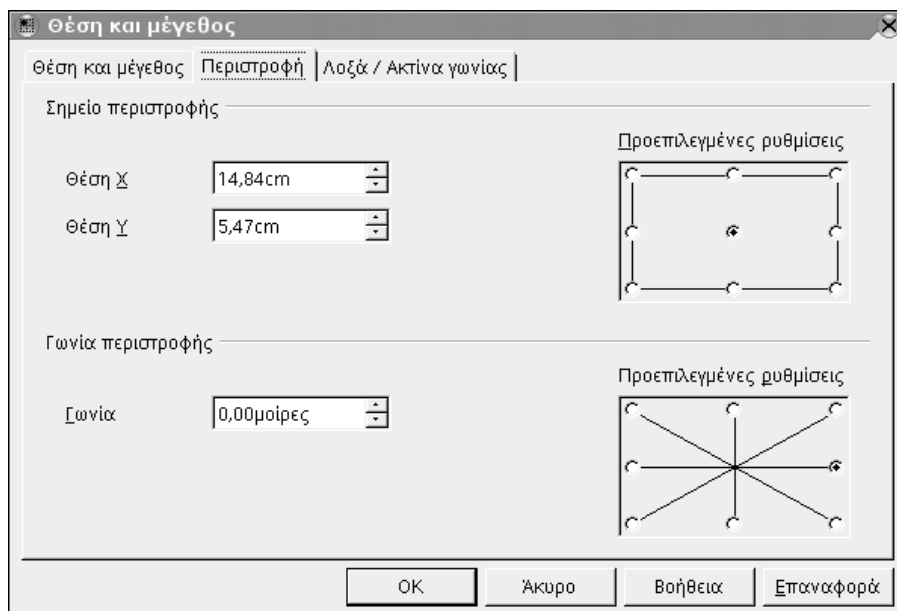 Θέση και μέγεθος
Θέση και μέγεθος Περιστροφή Λοξά / Ακτίνα γωνίας
Σημείο περιστροφής
Προεπιλεγμένες ρυθμίσεις
Θέση X 14,84cm
Θέση Y 5,47cm
Γωνία περιστροφής
Προεπιλεγμένες ρυθμίσεις
Γωνία 0,00μοίρες
OK Άκυρο Βοήθεια Επαναφορά